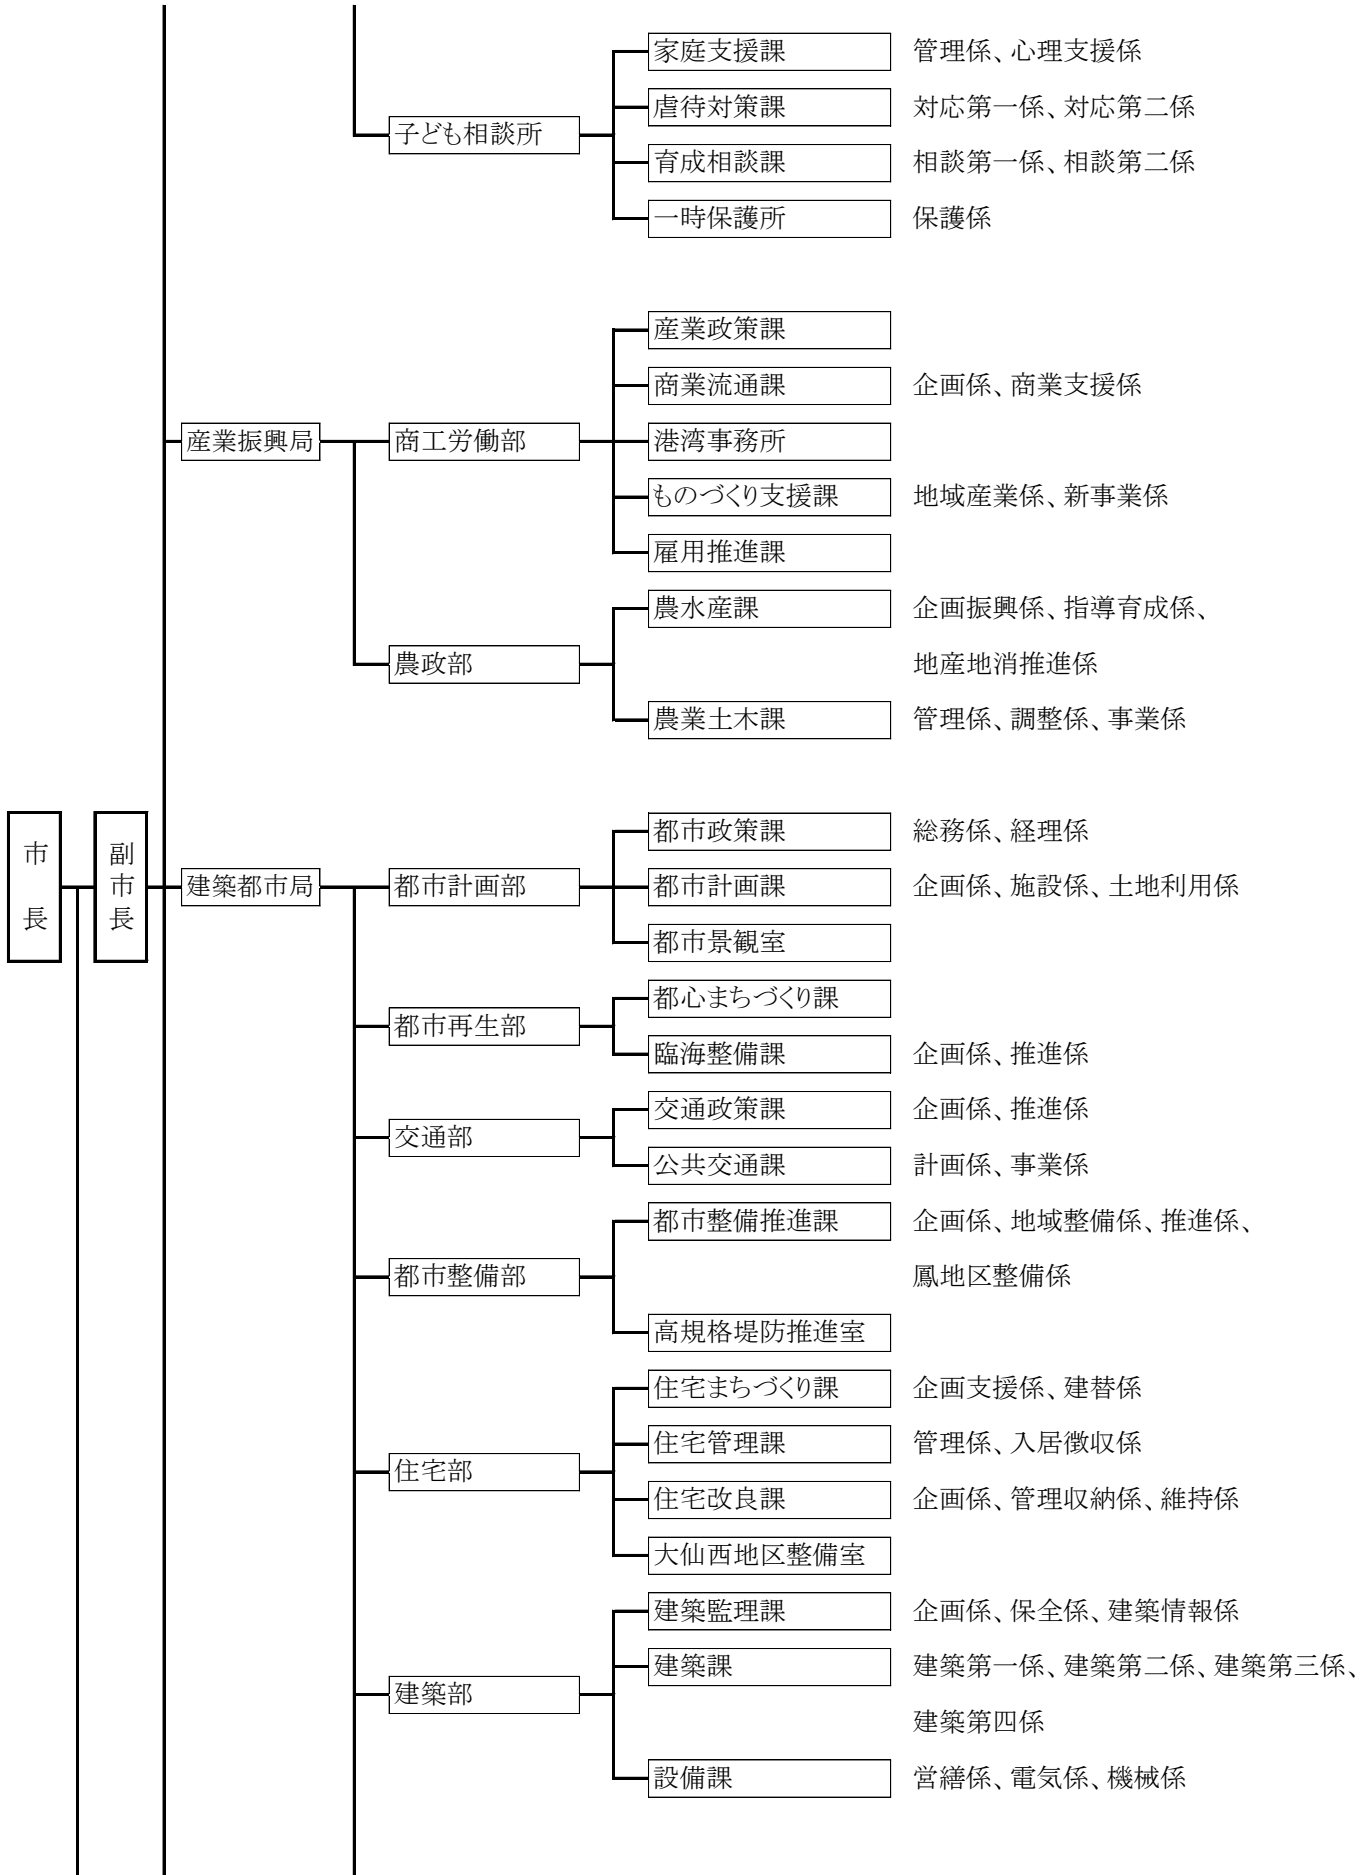 家庭支援課 管理係、心理支援係
虐待対策課 対応第一係、対応第二係
子ども相談所
育成相談課 相談第一係、相談第二係
一時保護所 保護係
産業政策課
商業流通課 企画係、商業支援係
産業振興局 商工労働部 港湾事務所
ものづくり支援課 地域産業係、新事業係
雇用推進課
農水産課 企画振興係、指導育成係、
農政部 地産地消推進係
農業土木課 管理係、調整係、事業係
都市政策課 総務係、経理係
市長 副市長 建築都市局 都市計画部 都市計画課 企画係、施設係、土地利用係
都市景観室
都心まちづくり課
都市再生部
臨海整備課 企画係、推進係
交通政策課 企画係、推進係
交通部
公共交通課 計画係、事業係
都市整備推進課 企画係、地域整備係、推進係、
都市整備部 鳳地区整備係
高規格堤防推進室
住宅まちづくり課 企画支援係、建替係
住宅管理課 管理係、入居徴収係
住宅部
住宅改良課 企画係、管理収納係、維持係
大仙西地区整備室
建築監理課 企画係、保全係、建築情報係
建築課 建築第一係、建築第二係、建築第三係、
建築部
建築第四係
設備課 営繕係、電気係、機械係